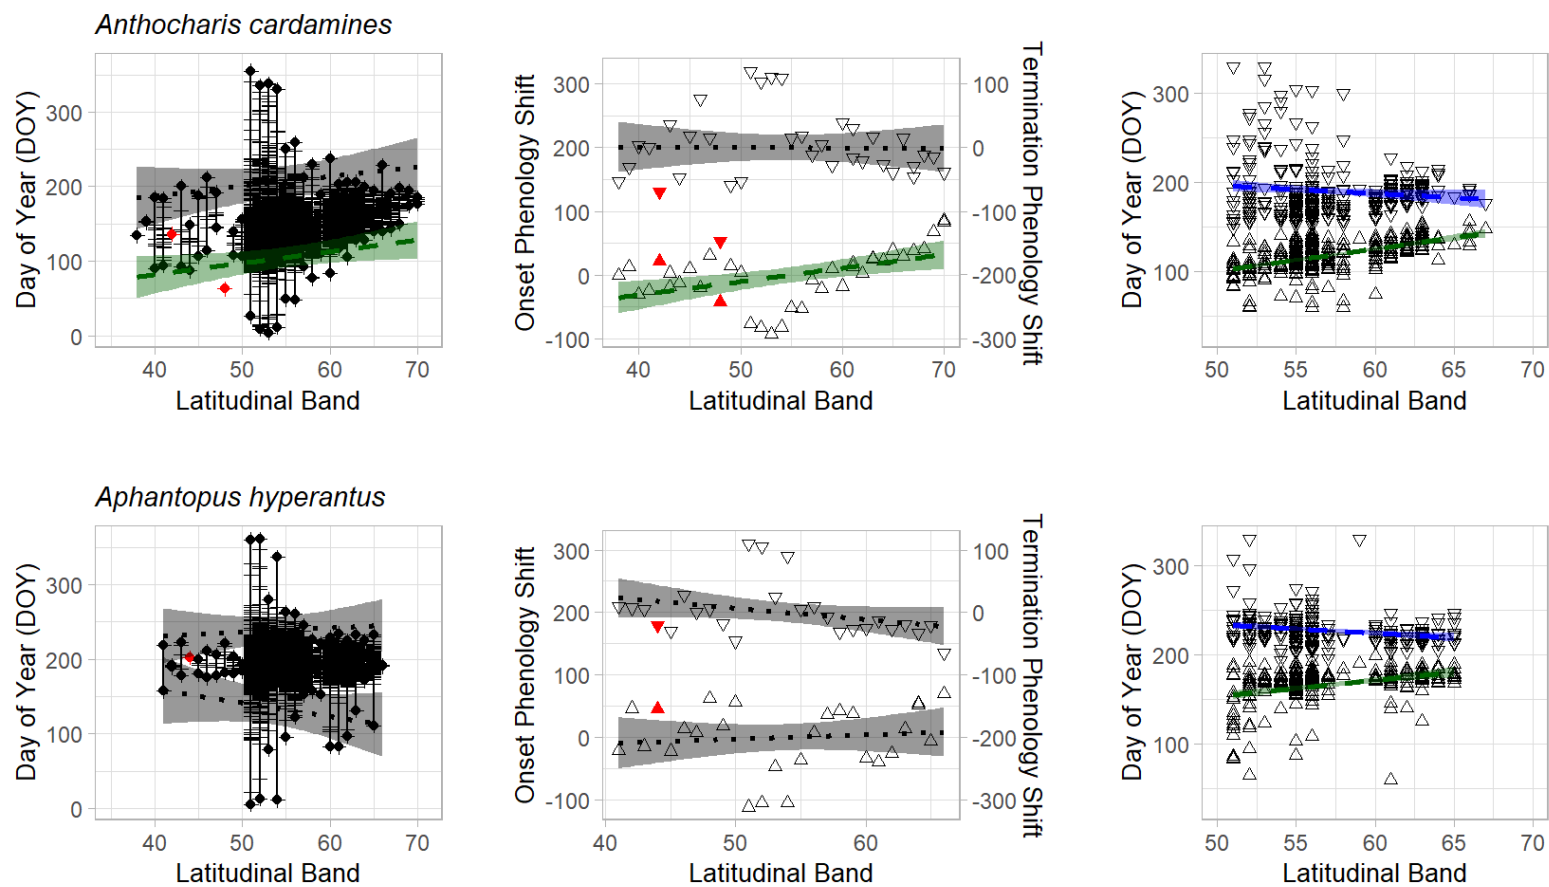 Anthocharis cardamines
Day of Year (DOY)
300
200
100
0
40 50 60 70
Latitudinal Band
Onset Phenology Shift
300
200
100
0
-100
40 50 60 70
Latitudinal Band
100
0
-100
-200
-300
Termination Phenology Shift
Day of Year (DOY)
300
200
100
50 55 60 65 70
Latitudinal Band
Aphantopus hyperantus
Day of Year (DOY)
300
200
100
0
40 50 60 70
Latitudinal Band
Onset Phenology Shift
300
200
100
0
-100
40 50 60
Latitudinal Band
100
0
-100
-200
-300
Termination Phenology Shift
Day of Year (DOY)
300
200
100
50 55 60 65 70
Latitudinal Band